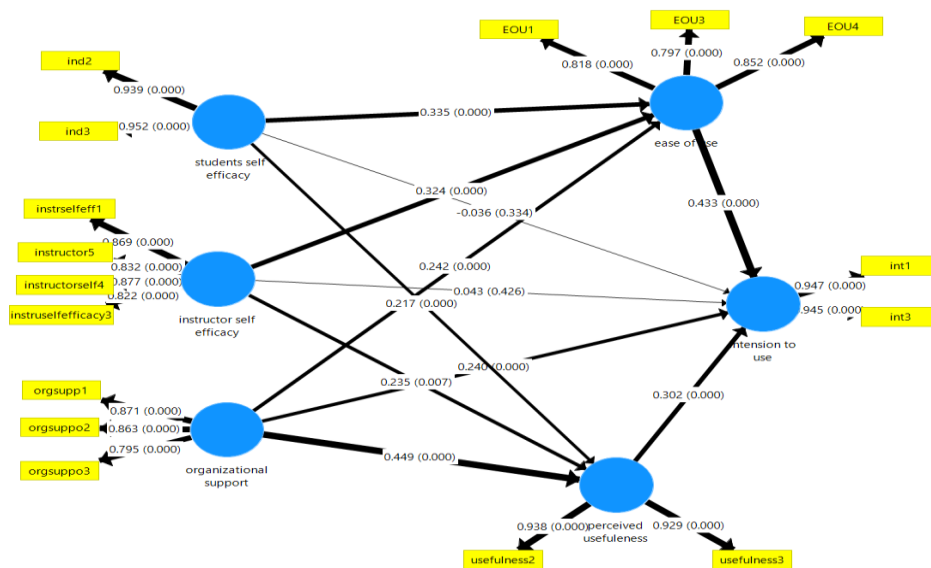 EOU1
EOU3
EOU4
0.818 (0.000)
0.797 (0.000)
0.852 (0.000)
ind2
0.939 (0.000)
ind3
0.952 (0.000)
students self
efficacy
0.335 (0.000)
ease of use
instrselfeff1
0.869 (0.000)
instructor5
0.832 (0.000)
instructorself4
0.877 (0.000)
instruselfefficacy3
0.822 (0.000)
instructor self
efficacy
0.324 (0.000)
-0.036 (0.334)
0.433 (0.000)
0.242 (0.000)
0.217 (0.000)
0.043 (0.426)
int1
0.947 (0.000)
0.945 (0.000)
int3
intension to
use
0.240 (0.000)
0.235 (0.007)
0.302 (0.000)
orgsupp1
0.871 (0.000)
orgsuppo2
0.863 (0.000)
orgsuppo3
0.795 (0.000)
organizational
support
0.449 (0.000)
perceived
usefuleness
0.938 (0.000)
0.929 (0.000)
usefulness2
usefulness3